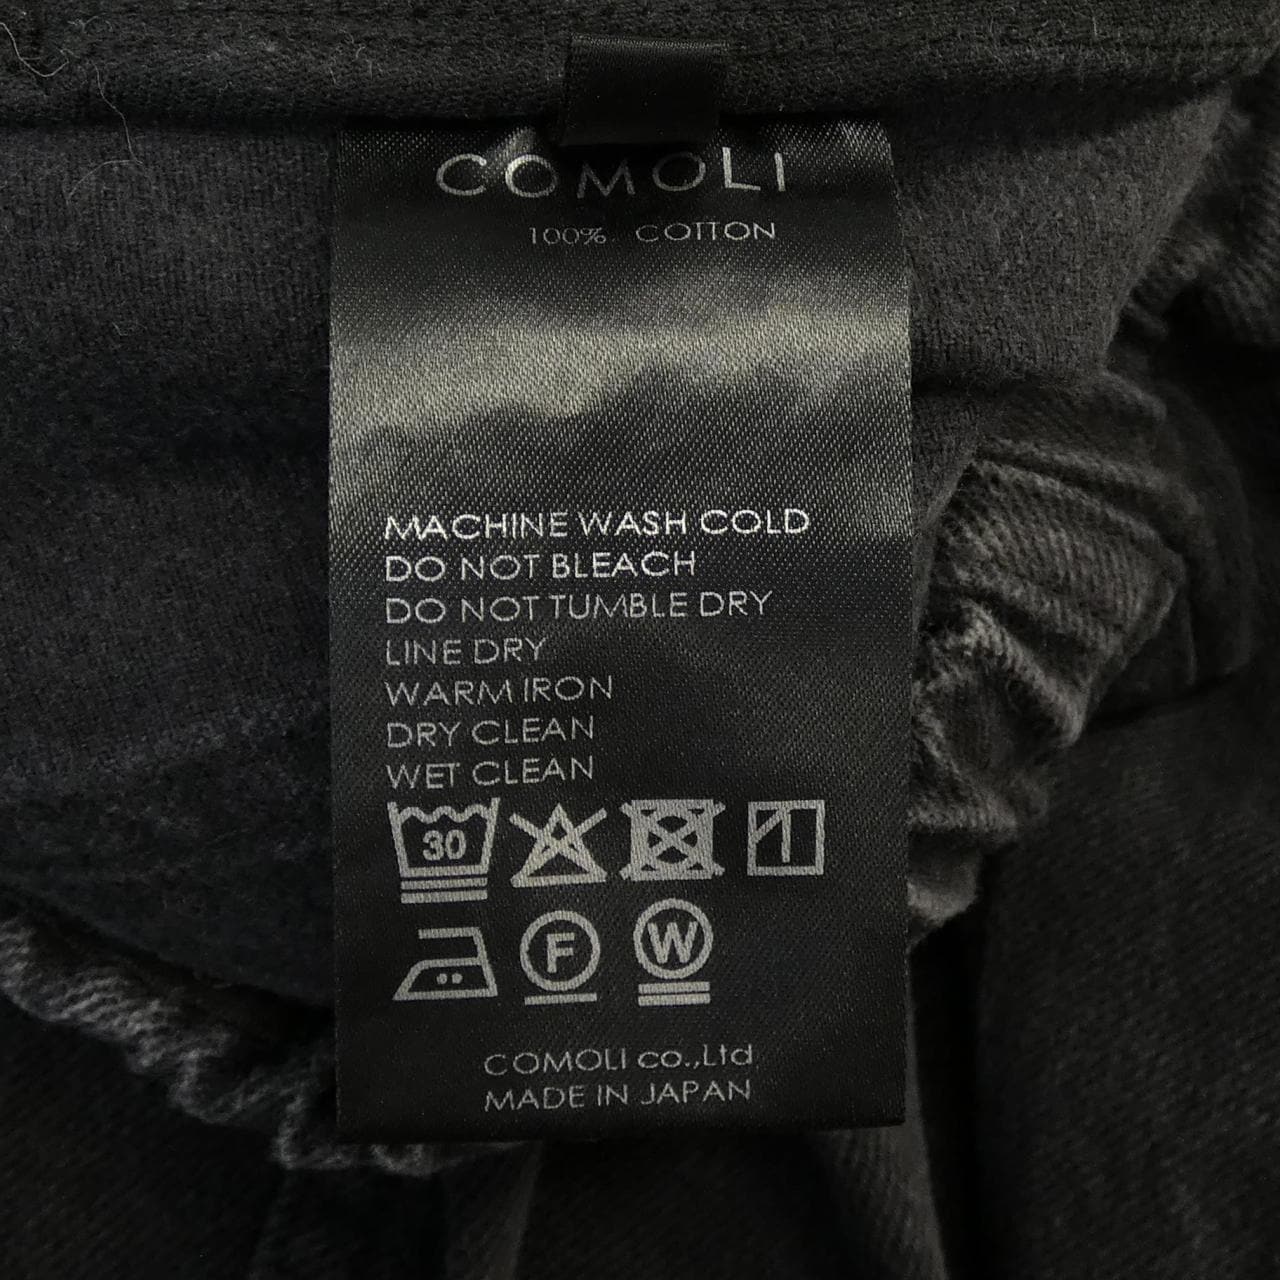 COMOLI
100% COTTON
MACHINE WASH COLD
DO NOT BLEACH
DO NOT TUMBLE DRY
LINE DRY
WARM IRON
DRY CLEAN
WET CLEAN
30
F W
COMOLI co.,Ltd
MADE IN JAPAN